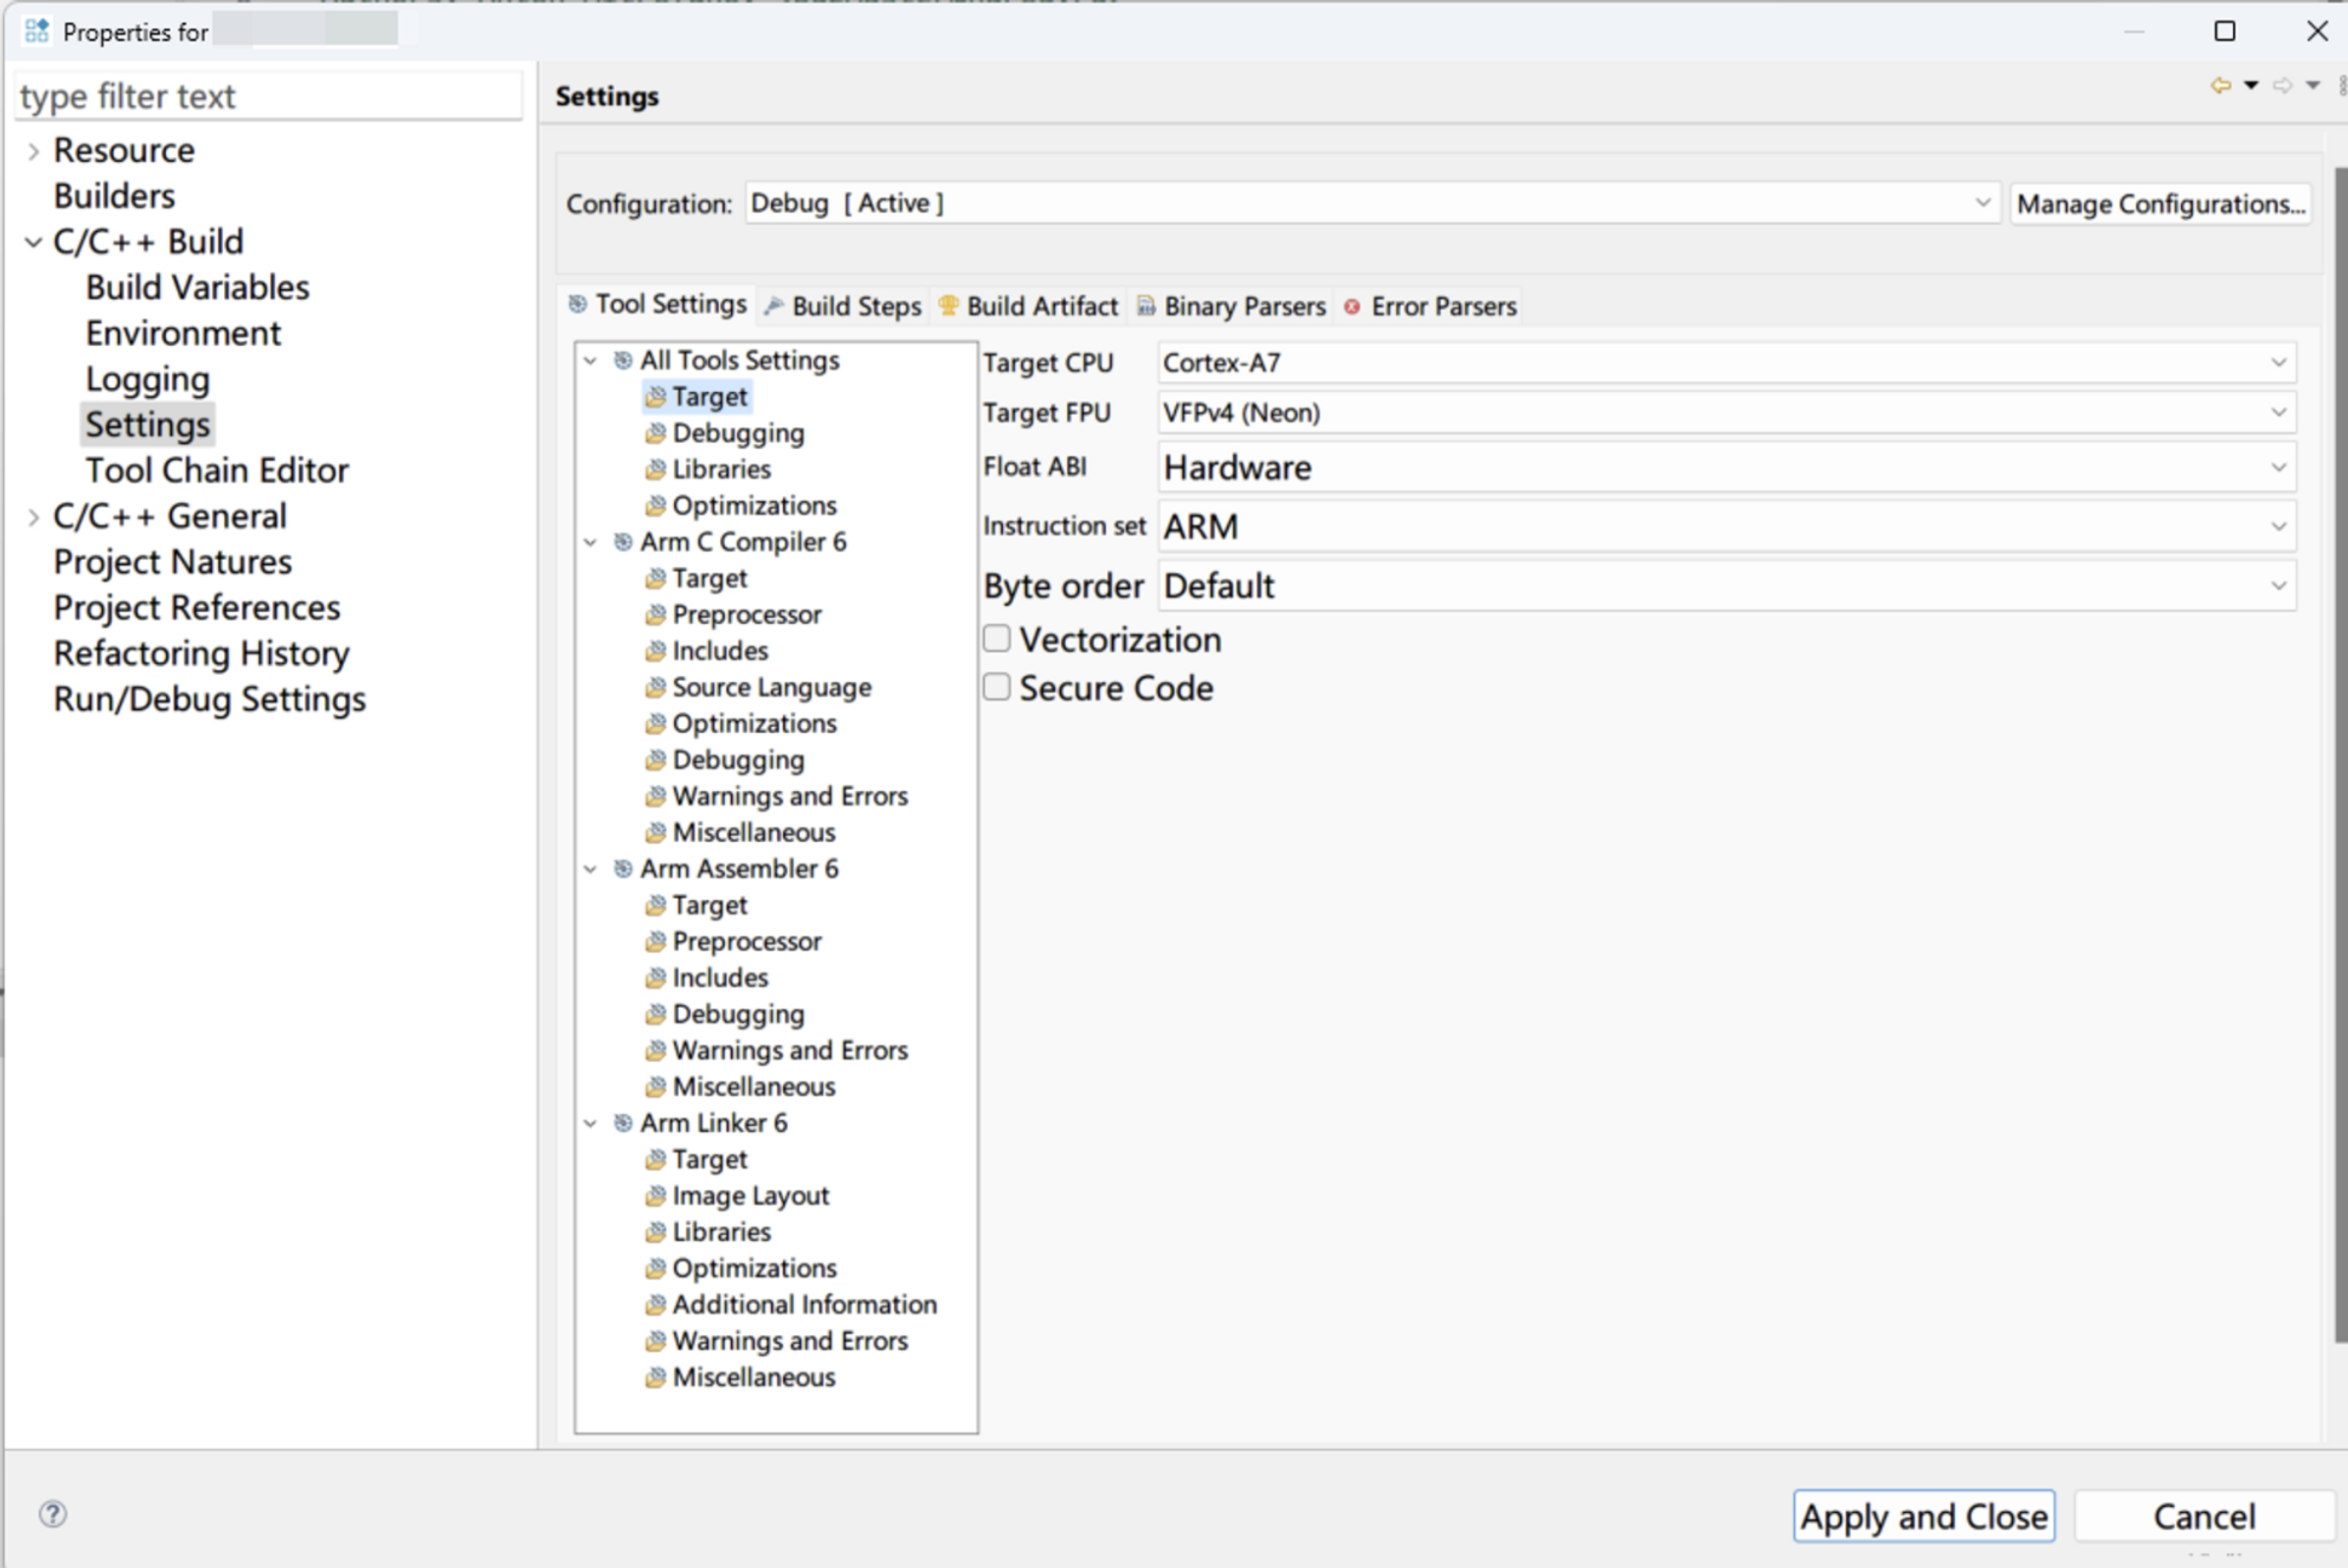 Properties for
type filter text
Resource
Builders
C/C++ Build
Build Variables
Environment
Logging
Settings
Tool Chain Editor
C/C++ General
Project Natures
Project References
Refactoring History
Run/Debug Settings
Settings
Configuration: Debug [ Active ] Manage Configurations...
Tool Settings Build Steps Build Artifact Binary Parsers Error Parsers
All Tools Settings
Target
Debugging
Libraries
Optimizations
Arm C Compiler 6
Target
Preprocessor
Includes
Source Language
Optimizations
Debugging
Warnings and Errors
Miscellaneous
Arm Assembler 6
Target
Preprocessor
Includes
Debugging
Warnings and Errors
Miscellaneous
Arm Linker 6
Target
Image Layout
Libraries
Optimizations
Additional Information
Warnings and Errors
Miscellaneous
Target CPU Cortex-A7
Target FPU VFPv4 (Neon)
Float ABI Hardware
Instruction set ARM
Byte order Default
Vectorization
Secure Code
Apply and Close Cancel